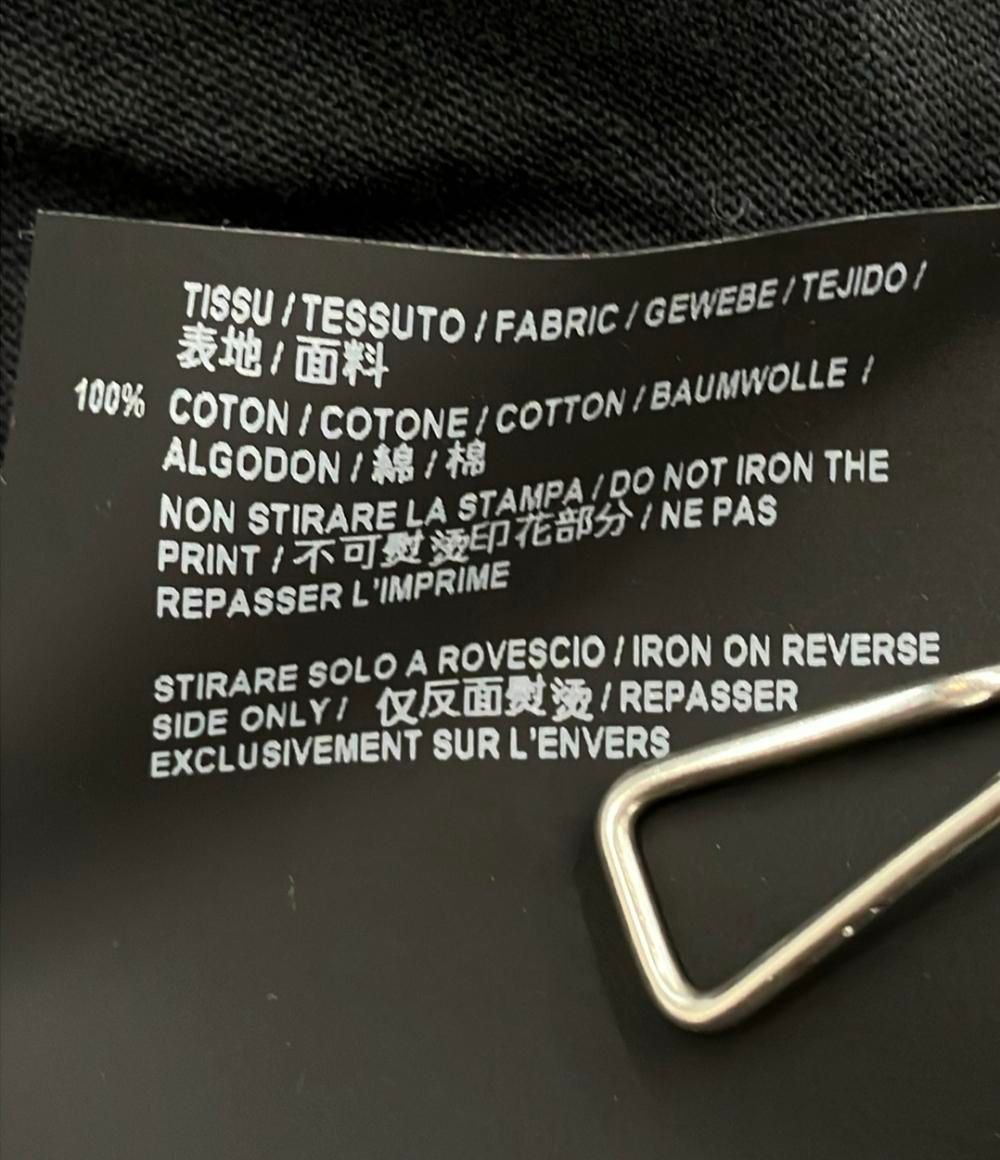 TISSU / TESSUTO / FABRIC / GEWEBE / TEJIDO /
表地 / 面料
100% COTON / COTONE / COTTON / BAUMWOLLE /
ALGODON / 綿 / 棉
NON STIRARE LA STAMPA / DO NOT IRON THE
PRINT / 不可熨烫印花部分 / NE PAS
REPASSER L'IMPRIME
STIRARE SOLO A ROVESCIO / IRON ON REVERSE
SIDE ONLY / 仅反面熨烫 / REPASSER
EXCLUSIVEMENT SUR L'ENVERS